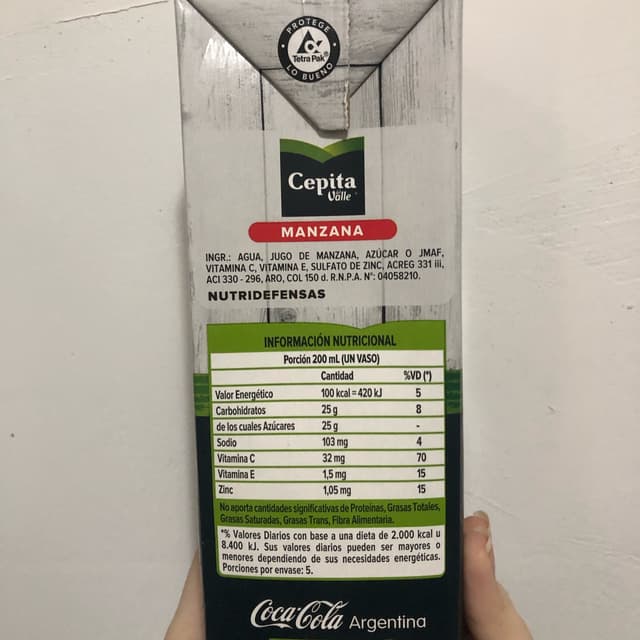 PROTEGE
Tetra Pak®
LO BUENO
Cepita
del Valle
MANZANA
INGR.: AGUA, JUGO DE MANZANA, AZÚCAR O JMAF,
VITAMINA C, VITAMINA E, SULFATO DE ZINC, ACREG 331 iii,
ACI 330 - 296, ARO, COL 150 d. R.N.P.A. N°: 04058210.
NUTRIDEFENSAS
INFORMACIÓN NUTRICIONAL
Porción 200 mL (UN VASO)
Cantidad %VD (*)
Valor Energético 100 kcal = 420 kJ 5
Carbohidratos 25 g 8
de los cuales Azúcares 25 g -
Sodio 103 mg 4
Vitamina C 32 mg 70
Vitamina E 1,5 mg 15
Zinc 1,05 mg 15
No aporta cantidades significativas de Proteínas, Grasas Totales,
Grasas Saturadas, Grasas Trans, Fibra Alimentaria.
*% Valores Diarios con base a una dieta de 2.000 kcal u
8.400 kJ. Sus valores diarios pueden ser mayores o
menores dependiendo de sus necesidades energéticas.
Porciones por envase: 5.
Coca-Cola Argentina